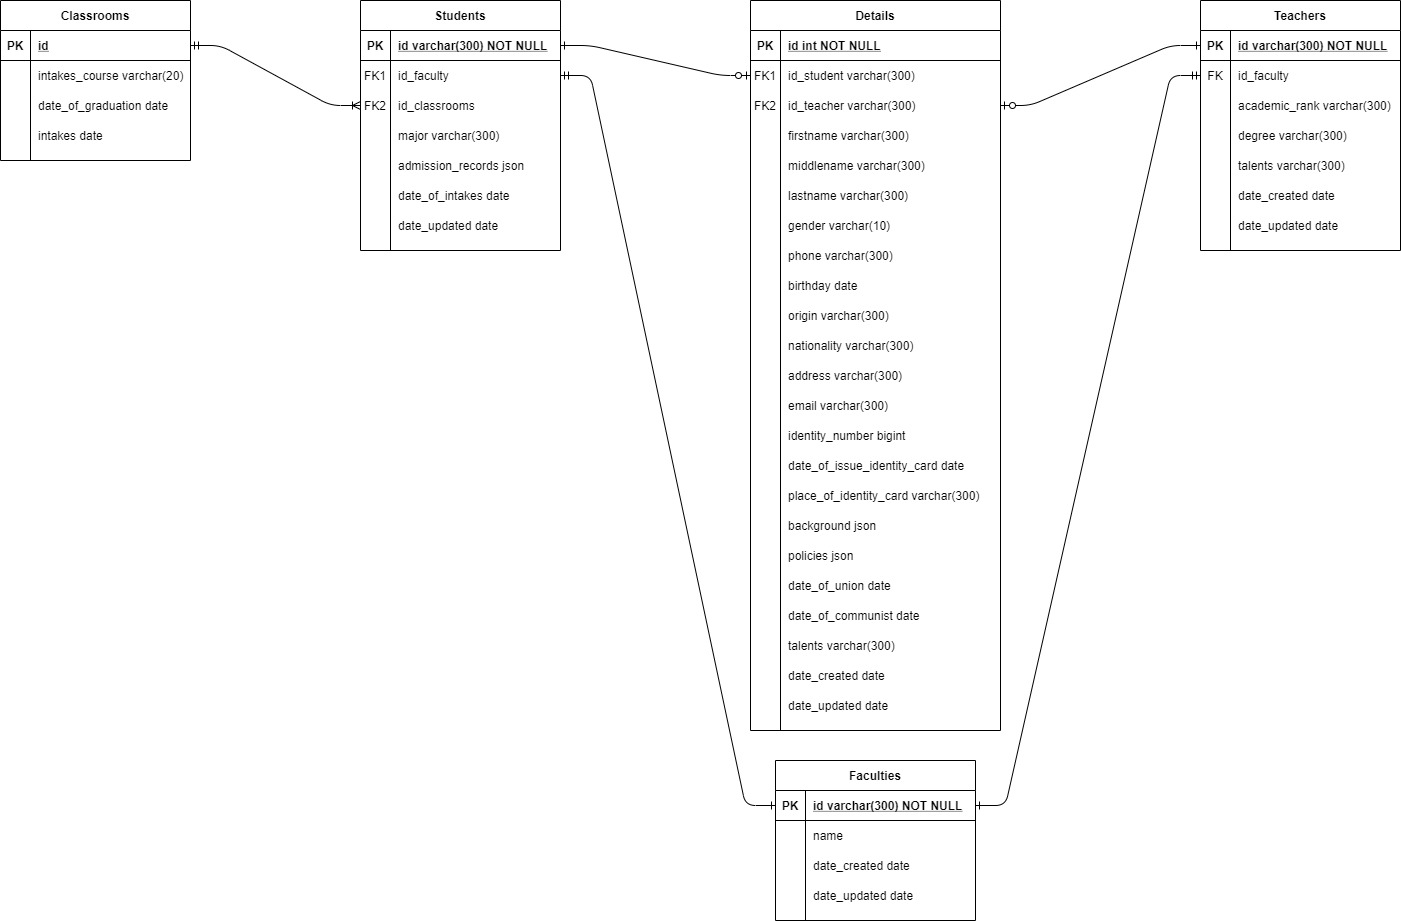 Classrooms
PK id
intakes_course varchar(20)
date_of_graduation date
intakes date
Students
PK id varchar(300) NOT NULL
FK1 id_faculty
FK2 id_classrooms
major varchar(300)
admission_records json
date_of_intakes date
date_updated date
Details
PK id int NOT NULL
FK1 id_student varchar(300)
FK2 id_teacher varchar(300)
firstname varchar(300)
middlename varchar(300)
lastname varchar(300)
gender varchar(10)
phone varchar(300)
birthday date
origin varchar(300)
nationality varchar(300)
address varchar(300)
email varchar(300)
identity_number bigint
date_of_issue_identity_card date
place_of_identity_card varchar(300)
background json
policies json
date_of_union date
date_of_communist date
talents varchar(300)
date_created date
date_updated date
Teachers
PK id varchar(300) NOT NULL
FK id_faculty
academic_rank varchar(300)
degree varchar(300)
talents varchar(300)
date_created date
date_updated date
Faculties
PK id varchar(300) NOT NULL
name
date_created date
date_updated date